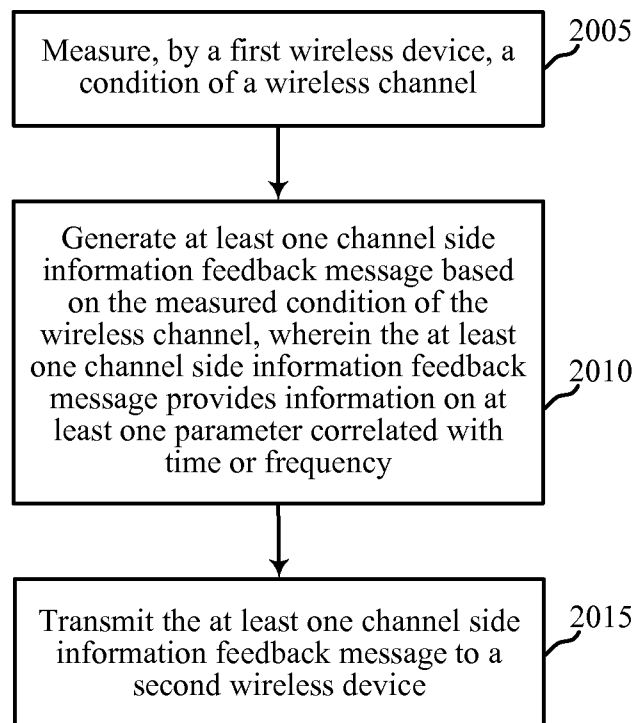 Measure, by a first wireless device, a
condition of a wireless channel
2005
Generate at least one channel side
information feedback message based
on the measured condition of the
wireless channel, wherein the at least
one channel side information feedback
message provides information on at
least one parameter correlated with
time or frequency
2010
Transmit the at least one channel side
information feedback message to a
second wireless device
2015